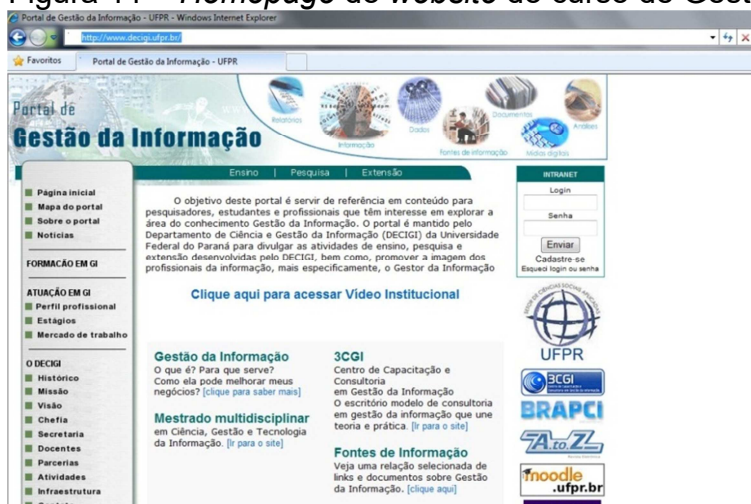 Figura 44 - Homepage do website do curso de Gest
Portal de Gestão da Informação - UFPR - Windows Internet Explorer
http://www.decigi.ufpr.br/
Favoritos
Portal de Gestão da Informação - UFPR
Portal de
Gestão da Informação
Relatórios
Informação
Dados
Fontes de informação
Documentos
Mídias digitais
Análises
Ensino | Pesquisa | Extensão
Página inicial
Mapa do portal
Sobre o portal
Notícias
FORMAÇÃO EM GI
ATUAÇÃO EM GI
Perfil profissional
Estágios
Mercado de trabalho
O DECIGI
Histórico
Missão
Visão
Chefia
Secretaria
Docentes
Parcerias
Atividades
Infraestrutura
Contato
O objetivo deste portal é servir de referência em conteúdo para
pesquisadores, estudantes e profissionais que têm interesse em explorar a
área do conhecimento Gestão da Informação. O portal é mantido pelo
Departamento de Ciência e Gestão da Informação (DECIGI) da Universidade
Federal do Paraná para divulgar as atividades de ensino, pesquisa e
extensão desenvolvidas pelo DECIGI, bem como, promover a imagem dos
profissionais da informação, mais especificamente, o Gestor da Informação
Clique aqui para acessar Vídeo Institucional
Gestão da Informação
O que é? Para que serve?
Como ela pode melhorar meus
negócios? [clique para saber mais]
Mestrado multidisciplinar
em Ciência, Gestão e Tecnologia
da Informação. [Ir para o site]
3CGI
Centro de Capacitação e
Consultoria
em Gestão da Informação
O escritório modelo de consultoria
em gestão da informação que une
teoria e prática. [Ir para o site]
Fontes de Informação
Veja uma relação selecionada de
links e documentos sobre Gestão
da Informação. [clique aqui]
INTRANET
Login
Senha
Enviar
Cadastre-se
Esqueci login ou senha
SETOR DE CIÊNCIAS SOCIAIS APLICADAS
UFPR
3CGI
BRAPCI
A.to.Z
moodle
.ufpr.br